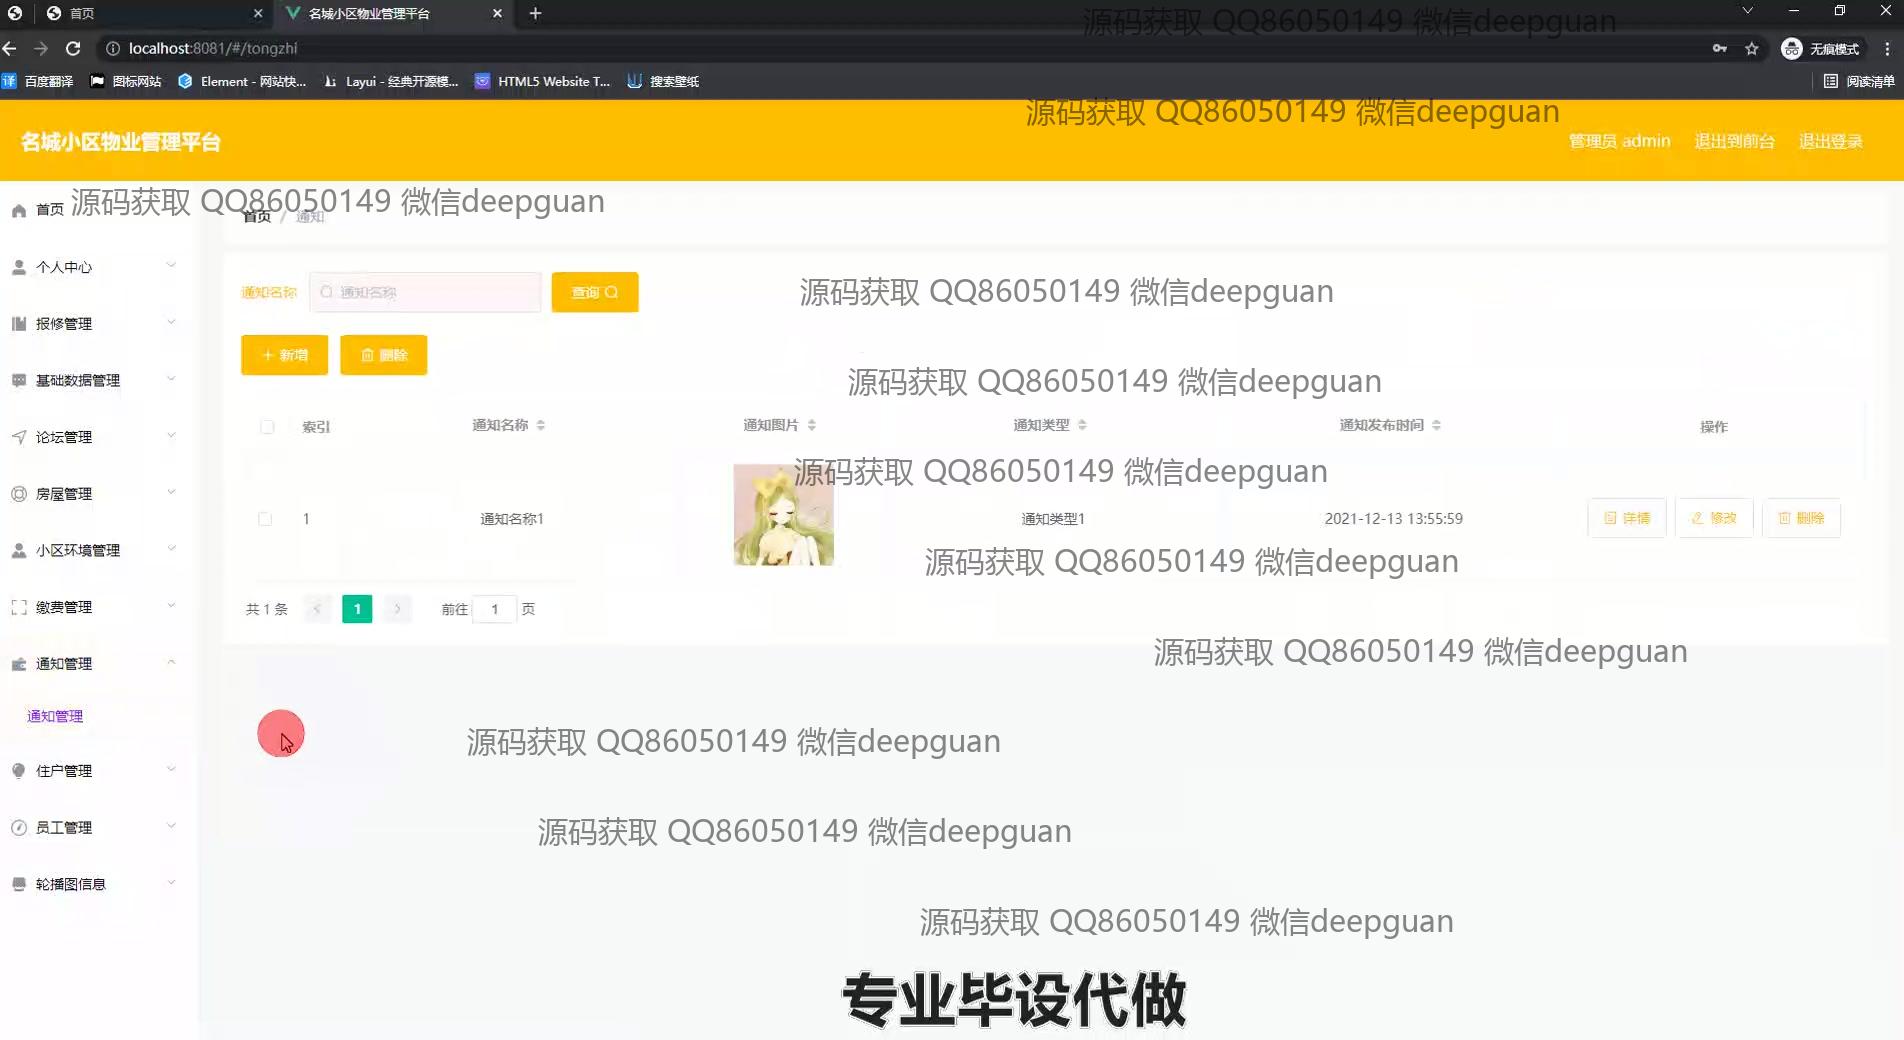 首页
名城小区物业管理平台
源码获取 QQ86050149 微信deepguan
localhost:8081/#/tongzhi
无痕模式
百度翻译
图标网站
Element - 网站快...
Layui - 经典开源模...
HTML5 Website T...
搜索壁纸
阅读清单
源码获取 QQ86050149 微信deepguan
名城小区物业管理平台
管理员 admin
退出到前台
退出登录
首页
源码获取 QQ86050149 微信deepguan
首页 / 通知
个人中心
报修管理
基础数据管理
论坛管理
房屋管理
小区环境管理
缴费管理
通知管理
通知管理
住户管理
员工管理
轮播图信息
通知名称
通知名称
查询
源码获取 QQ86050149 微信deepguan
新增
删除
源码获取 QQ86050149 微信deepguan
索引
通知名称
通知图片
通知类型
通知发布时间
操作
源码获取 QQ86050149 微信deepguan
1
通知名称1
通知类型1
2021-12-13 13:55:59
详情
修改
删除
源码获取 QQ86050149 微信deepguan
共 1 条
1
前往 1 页
源码获取 QQ86050149 微信deepguan
源码获取 QQ86050149 微信deepguan
源码获取 QQ86050149 微信deepguan
源码获取 QQ86050149 微信deepguan
专业毕设代做